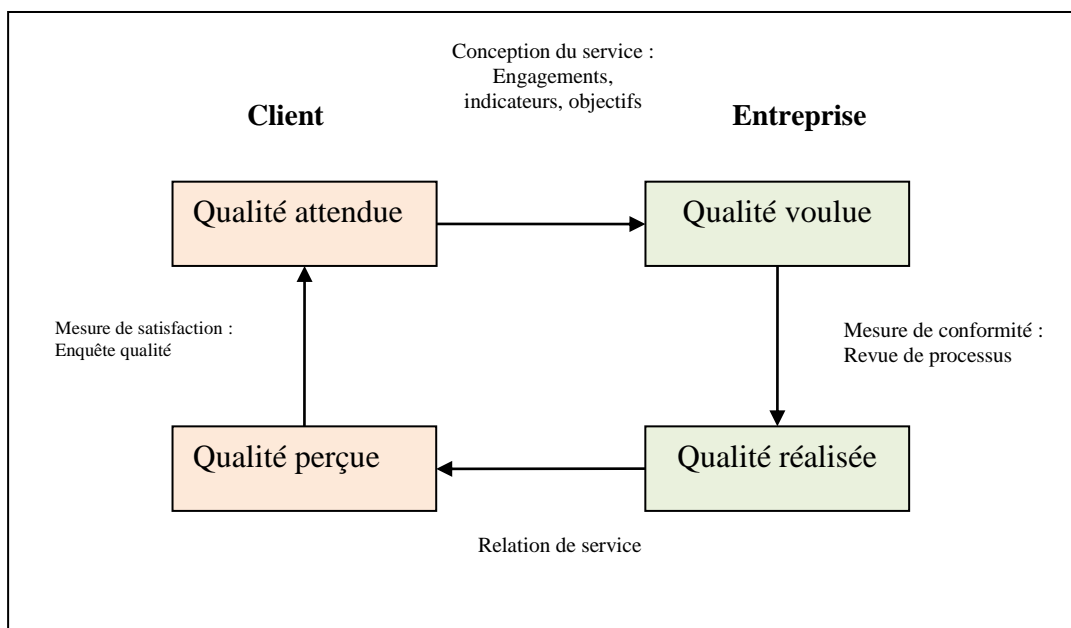 Conception du service :
Engagements,
indicateurs, objectifs
Client
Entreprise
Qualité attendue
Qualité voulue
Mesure de satisfaction :
Enquête qualité
Mesure de conformité :
Revue de processus
Qualité perçue
Qualité réalisée
Relation de service